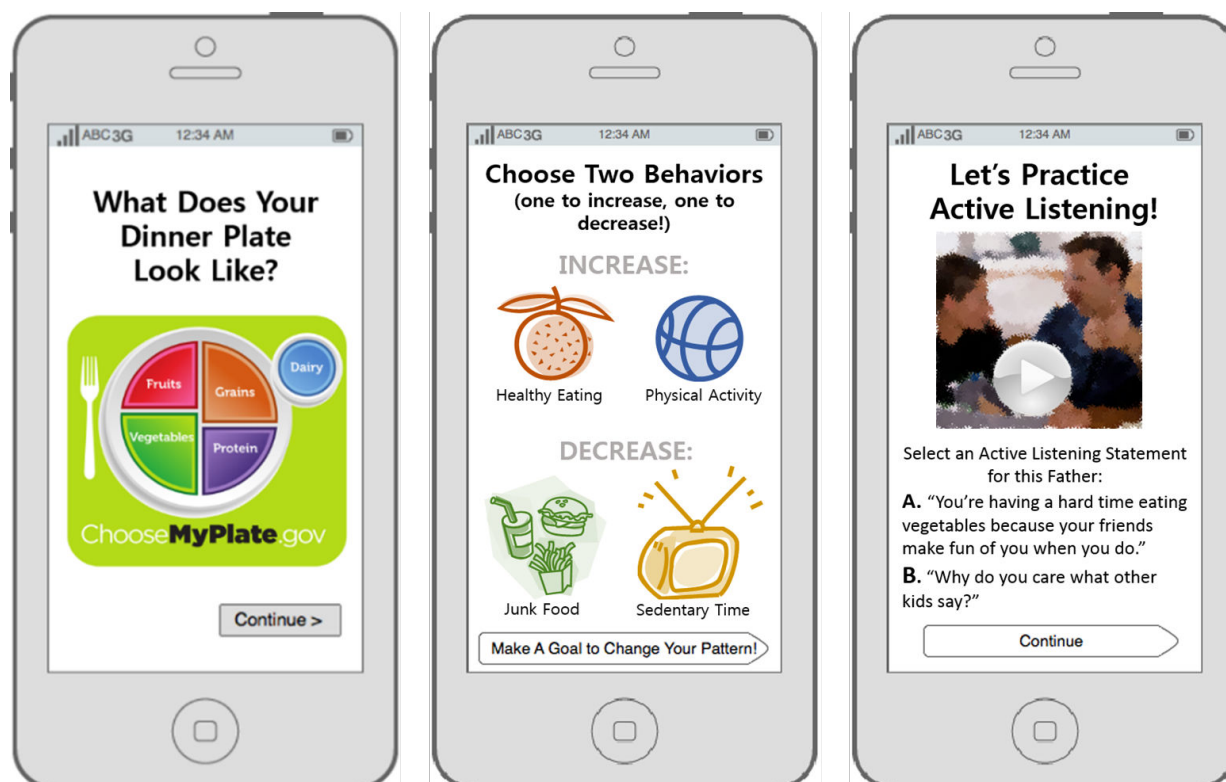 ABC 3G 12:34 AM
What Does Your
Dinner Plate
Look Like?
Fruits
Grains
Dairy
Vegetables
Protein
ChooseMyPlate.gov
Continue >
ABC 3G 12:34 AM
Choose Two Behaviors
(one to increase, one to
decrease!)
INCREASE:
Healthy Eating
Physical Activity
DECREASE:
Junk Food
Sedentary Time
Make A Goal to Change Your Pattern!
ABC 3G 12:34 AM
Let's Practice
Active Listening!
Select an Active Listening Statement
for this Father:
A. "You're having a hard time eating
vegetables because your friends
make fun of you when you do."
B. "Why do you care what other
kids say?"
Continue